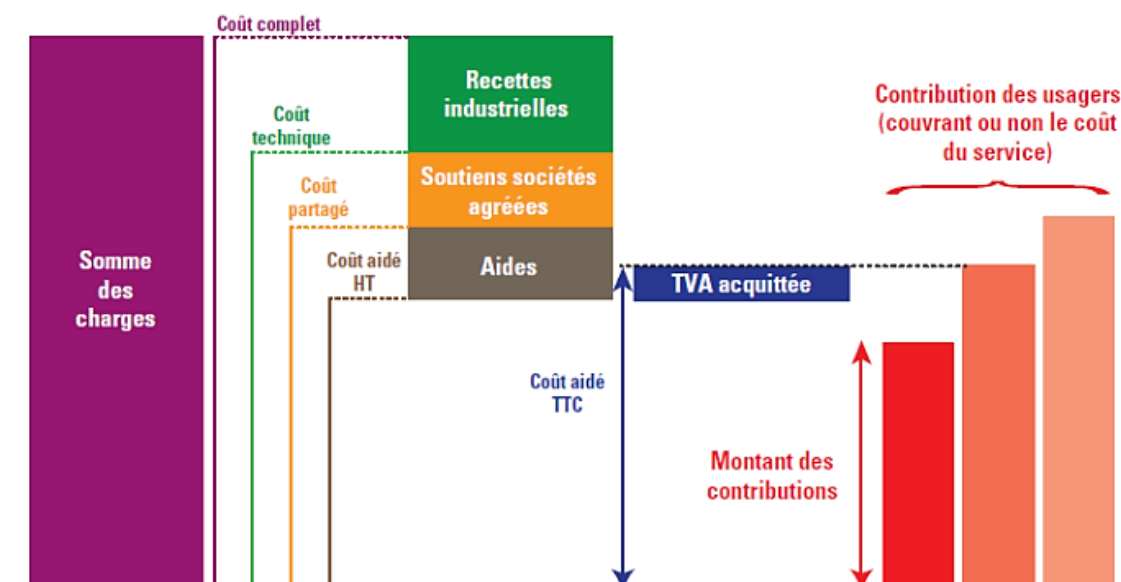 Coût complet
Recettes
industrielles
Contribution des usagers
(couvrant ou non le coût
du service)
Coût
technique
Soutiens sociétés
agréées
Coût
partagé
Somme
des
charges
Coût aidé
HT
Aides
TVA acquittée
Coût aidé
TTC
Montant des
contributions